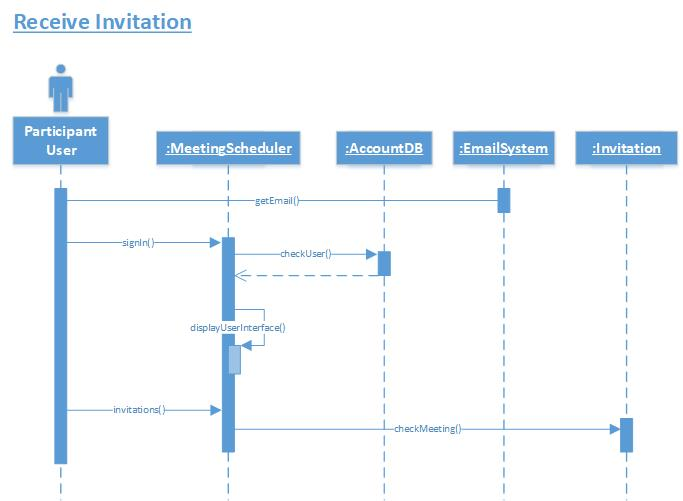 Receive Invitation
Participant
User
:MeetingScheduler
:AccountDB
:EmailSystem
:Invitation
getEmail()
signIn()
checkUser()
displayUserInterface()
invitations()
checkMeeting()